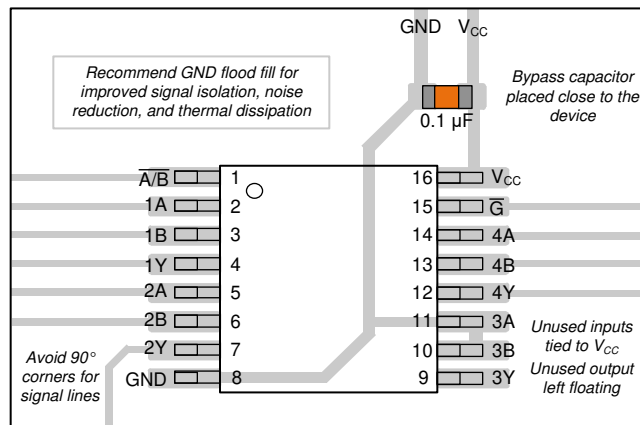 GND V_CC
Recommend GND flood fill for
improved signal isolation, noise
reduction, and thermal dissipation
Bypass capacitor
placed close to the
device
0.1 µF
A̅/̅B̅ 1 16 V_CC
1A 2 15 G̅
1B 3 14 4A
1Y 4 13 4B
2A 5 12 4Y
2B 6 11 3A
2Y 7 10 3B
GND 8 9 3Y
Avoid 90°
corners for
signal lines
Unused inputs
tied to V_CC
Unused output
left floating